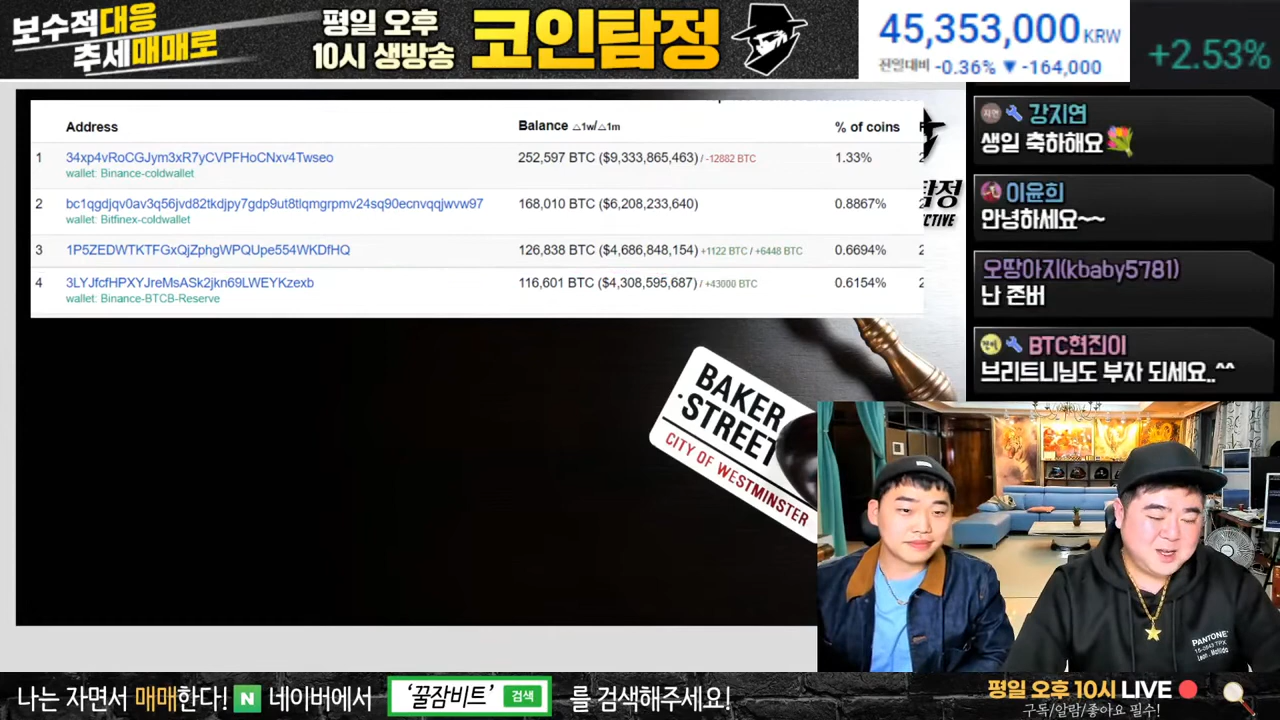 보수적대응
추세매매로
평일 오후
10시 생방송
코인탐정
45,353,000 KRW
전일대비 -0.36% ▼ -164,000
+2.53%
Address Balance △1w/△1m % of coins
1 34xp4vRoCGJym3xR7yCVPFHoCNxv4Twseo 252,597 BTC ($9,333,865,463) / -12882 BTC 1.33% 2
wallet: Binance-coldwallet
2 bc1qgdjqv0av3q56jvd82tkdjpy7gdp9ut8tlqmgrpmv24sq90ecnvqqjwvw97 168,010 BTC ($6,208,233,640) 0.8867% 2
wallet: Bitfinex-coldwallet
3 1P5ZEDWTKTFGxQjZphgWPQUpe554WKDfHQ 126,838 BTC ($4,686,848,154) +1122 BTC / +6448 BTC 0.6694% 2
4 3LYJfcfHPXYJreMsASk2jkn69LWEYKzexb 116,601 BTC ($4,308,595,687) / +43000 BTC 0.6154% 2
wallet: Binance-BTCB-Reserve
탐정
CTIVE
강지연
생일 축하해요
이윤희
안녕하세요~~
오땅아지(kbaby5781)
난 존버
BTC현진이
브리트니님도 부자 되세요..^^
BAKER
STREET
CITY OF WESTMINSTER
PANTONE
나는 자면서 매매한다! N 네이버에서 '꿀잠비트' 검색 를 검색해주세요!
평일 오후 10시 LIVE
구독/알람/좋아요 필수!